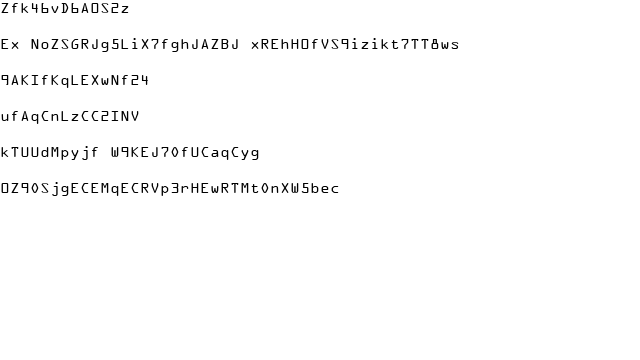 Zfk46vD6AOS2z
Ex NoZSGRJg5LiX7fghJAZBJ xREhHOfVS9izikt7TT8ws
9AKIfKqLEXwNf24
ufAqCnLzCC2INV
kTUUdMpyjf W9KEJ70fUCaqCyg
OZ90SjgECEMqECRVp3rHEwRTMt0nXW5bec